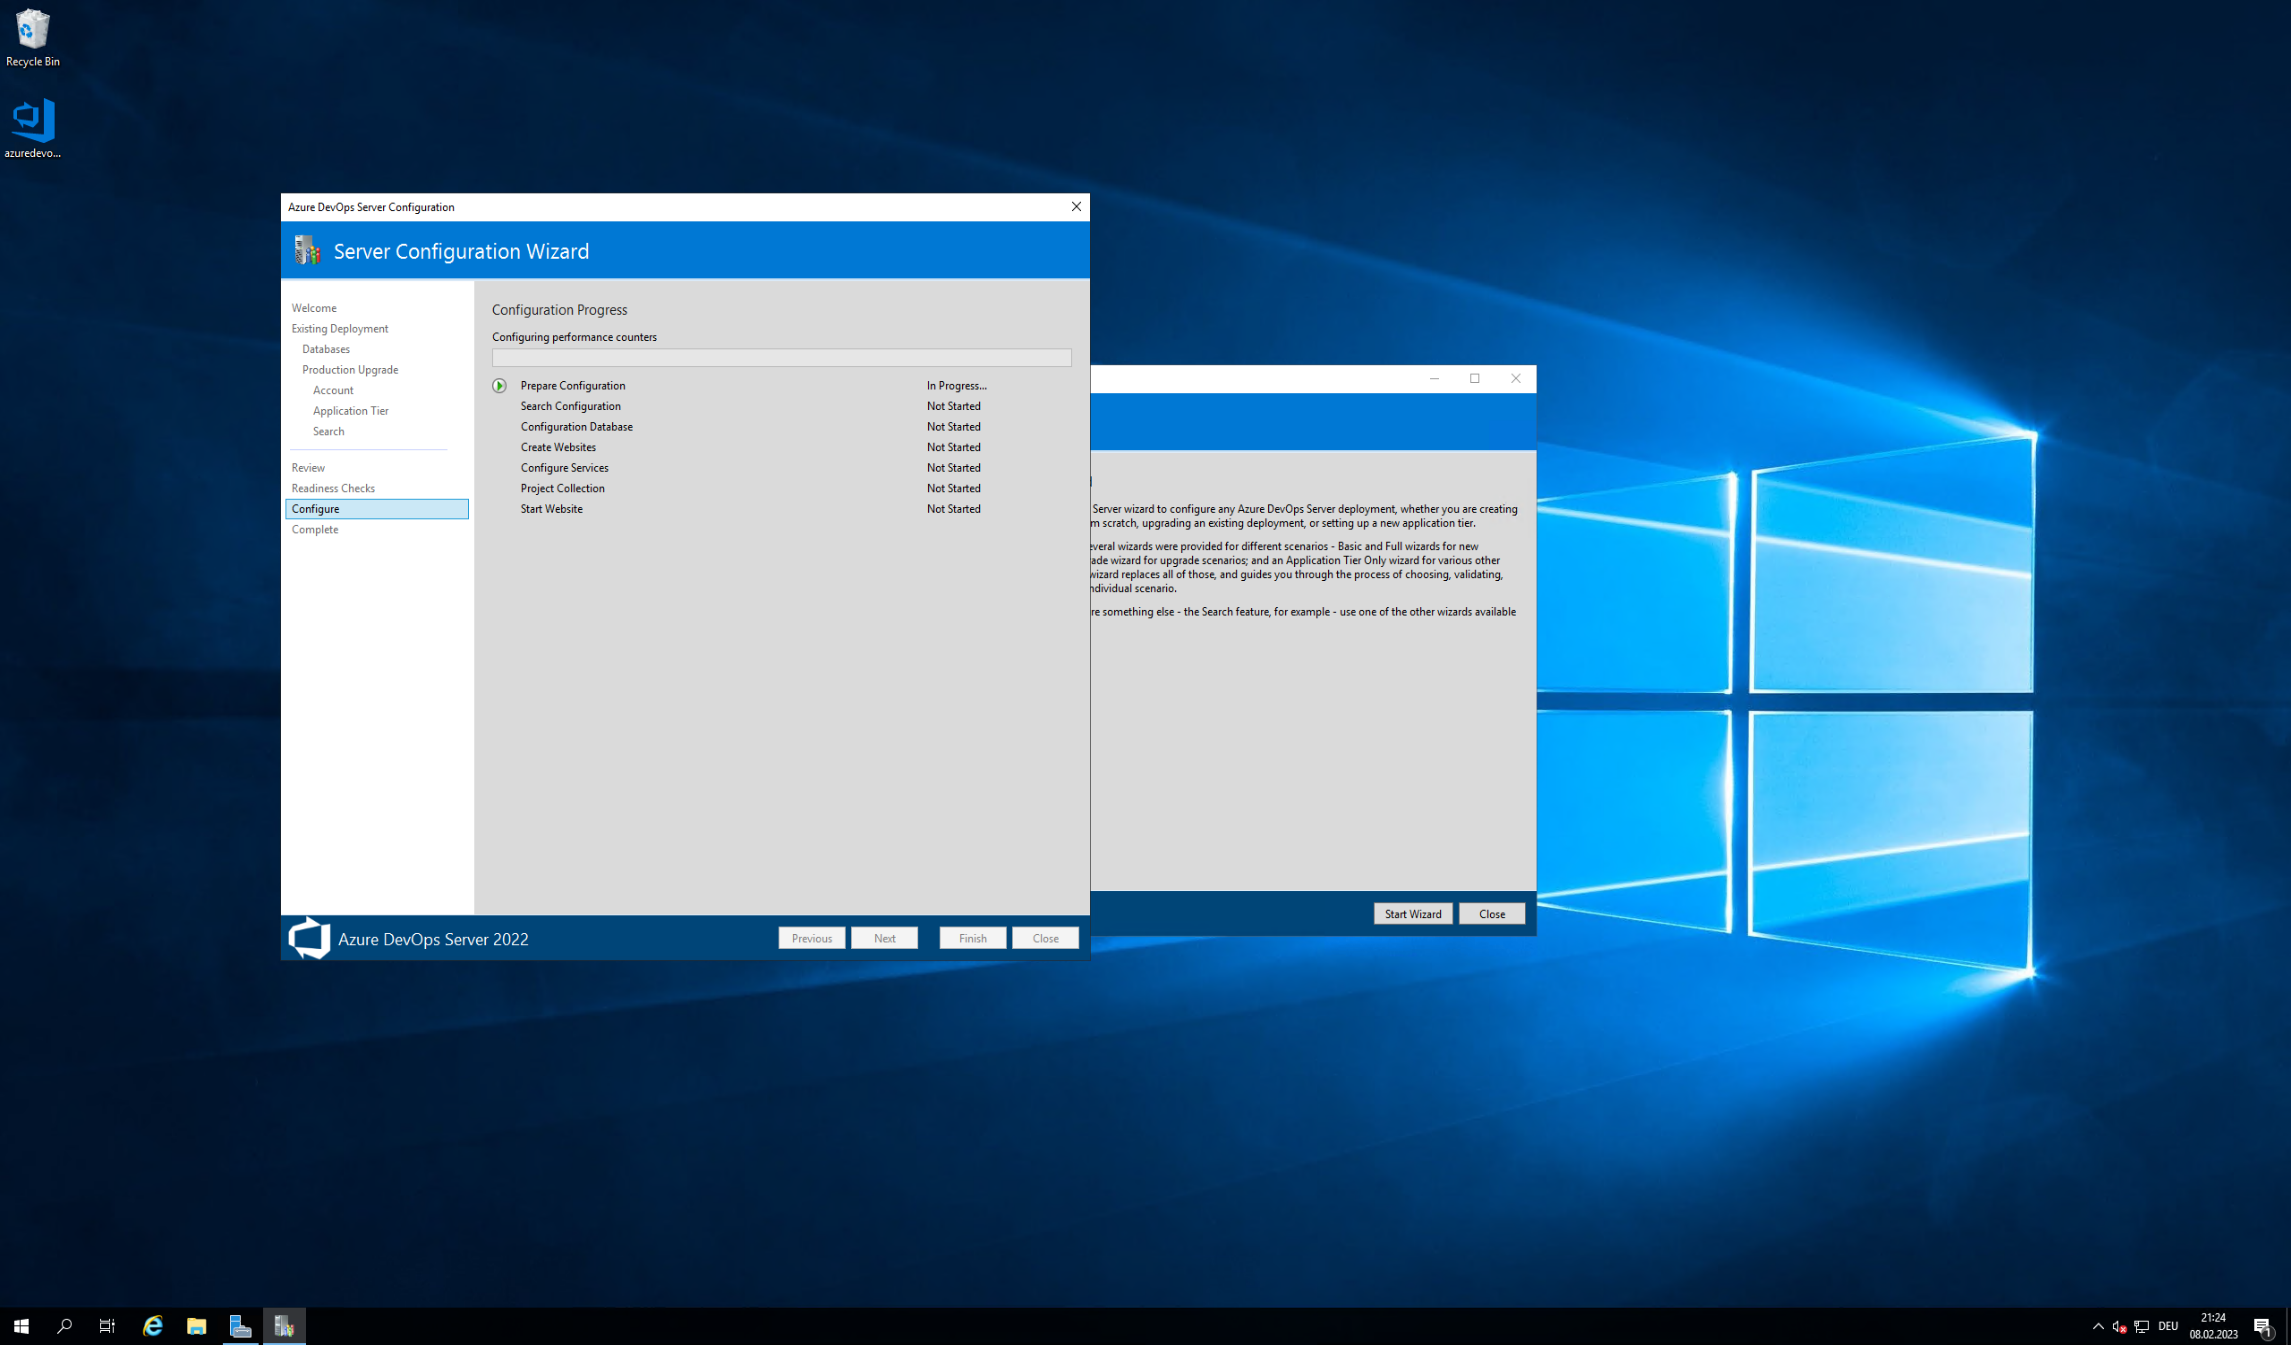 Recycle Bin
azuredevo...
Azure DevOps Server Configuration
Server Configuration Wizard
Welcome
Existing Deployment
Databases
Production Upgrade
Account
Application Tier
Search
Review
Readiness Checks
Configure
Complete
Configuration Progress
Configuring performance counters
Prepare Configuration In Progress...
Search Configuration Not Started
Configuration Database Not Started
Create Websites Not Started
Configure Services Not Started
Project Collection Not Started
Start Website Not Started
Azure DevOps Server 2022
Previous Next Finish Close
Server wizard to configure any Azure DevOps Server deployment, whether you are creating
m scratch, upgrading an existing deployment, or setting up a new application tier.
everal wizards were provided for different scenarios - Basic and Full wizards for new
ade wizard for upgrade scenarios; and an Application Tier Only wizard for various other
wizard replaces all of those, and guides you through the process of choosing, validating,
ndividual scenario.
re something else - the Search feature, for example - use one of the other wizards available
Start Wizard Close
DEU
21:24
08.02.2023
1